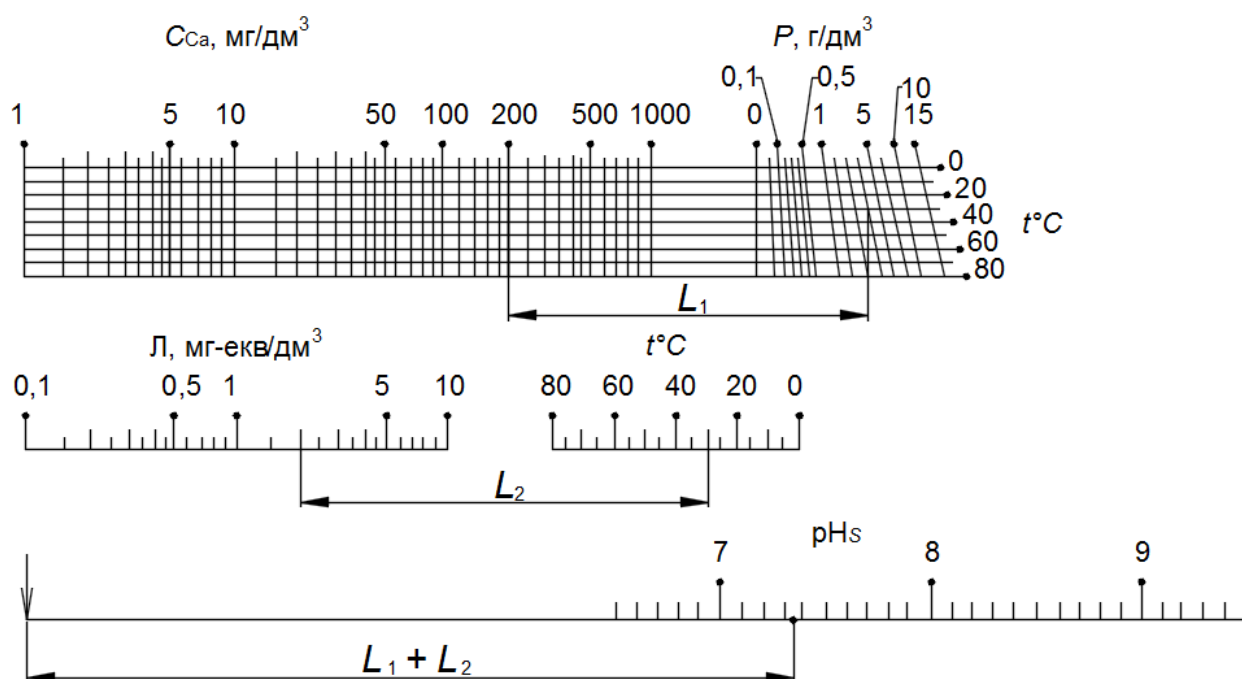 CCa, мг/дм³ P, г/дм³
0,1 0,5 10
1 5 10 50 100 200 500 1000 0 1 5 15
0
20
40
t°C
60
80
L₁
Л, мг-екв/дм³ t°C
0,1 0,5 1 5 10 80 60 40 20 0
L₂
pHs
7 8 9
L₁ + L₂